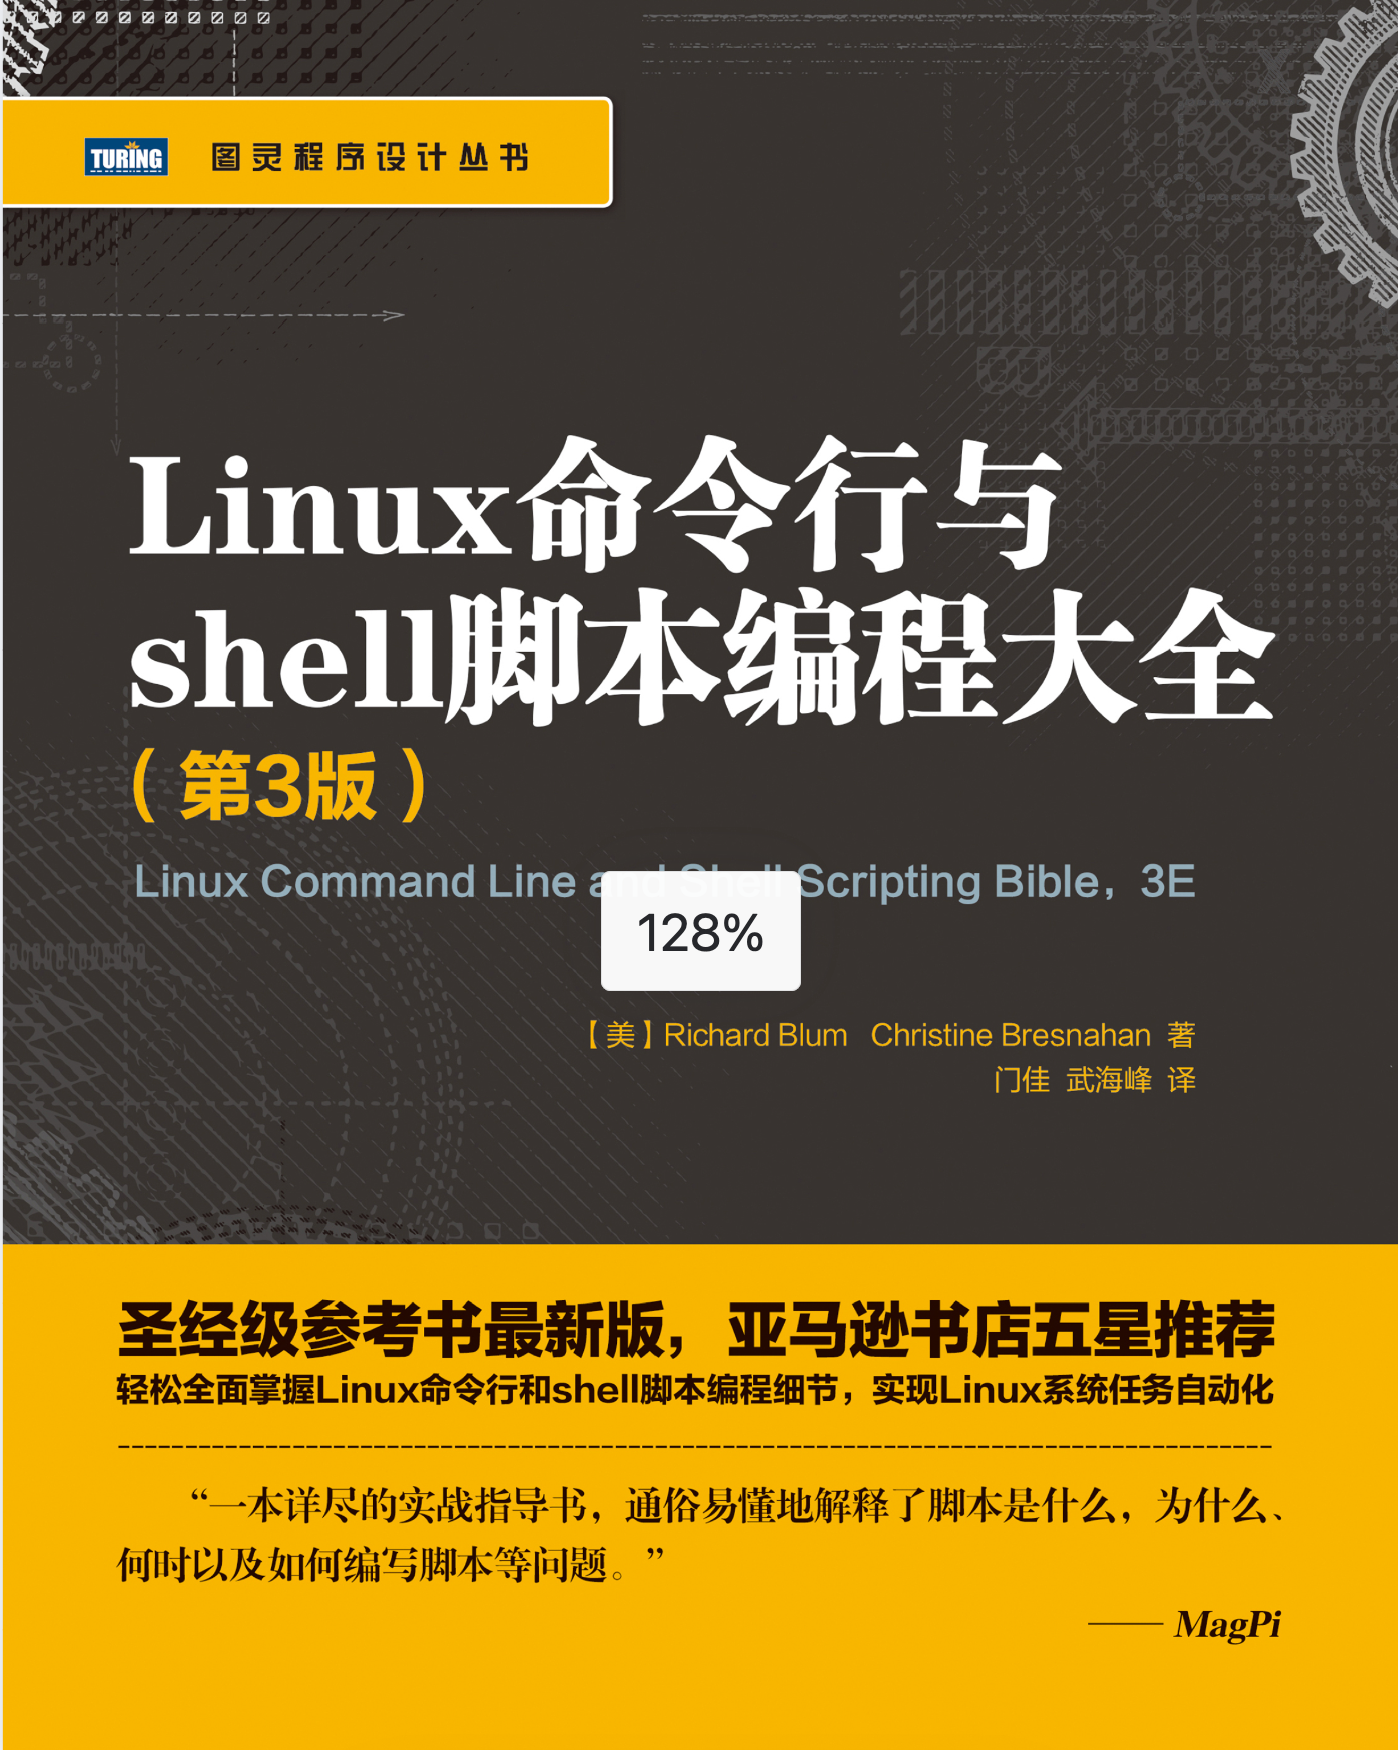 TURING 图灵程序设计丛书
Linux命令行与
shell脚本编程大全
(第3版)
Linux Command Line and Shell Scripting Bible, 3E
128%
【美】Richard Blum Christine Bresnahan 著
门佳 武海峰 译
圣经级参考书最新版，亚马逊书店五星推荐
轻松全面掌握Linux命令行和shell脚本编程细节，实现Linux系统任务自动化
“一本详尽的实战指导书，通俗易懂地解释了脚本是什么，为什么、
何时以及如何编写脚本等问题。”
—— MagPi